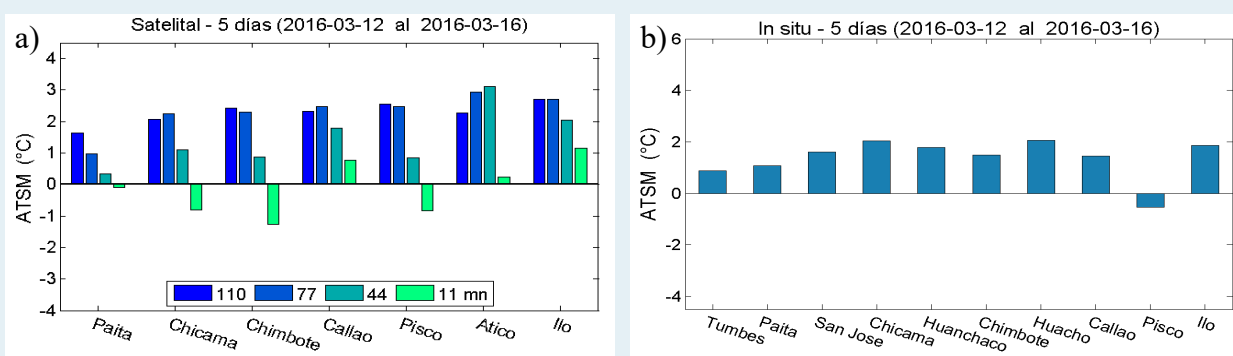 a)
Satelital - 5 días (2016-03-12 al 2016-03-16)
ATSM (°C)
4
3
2
1
0
-1
-2
-3
-4
110 77 44 11 mn
Paita Chicama Chimbote Callao Pisco Atico Ilo
b)
In situ - 5 días (2016-03-12 al 2016-03-16)
ATSM (°C)
6
4
2
0
-2
-4
Tumbes Paita San Jose Chicama Huanchaco Chimbote Huacho Callao Pisco Ilo